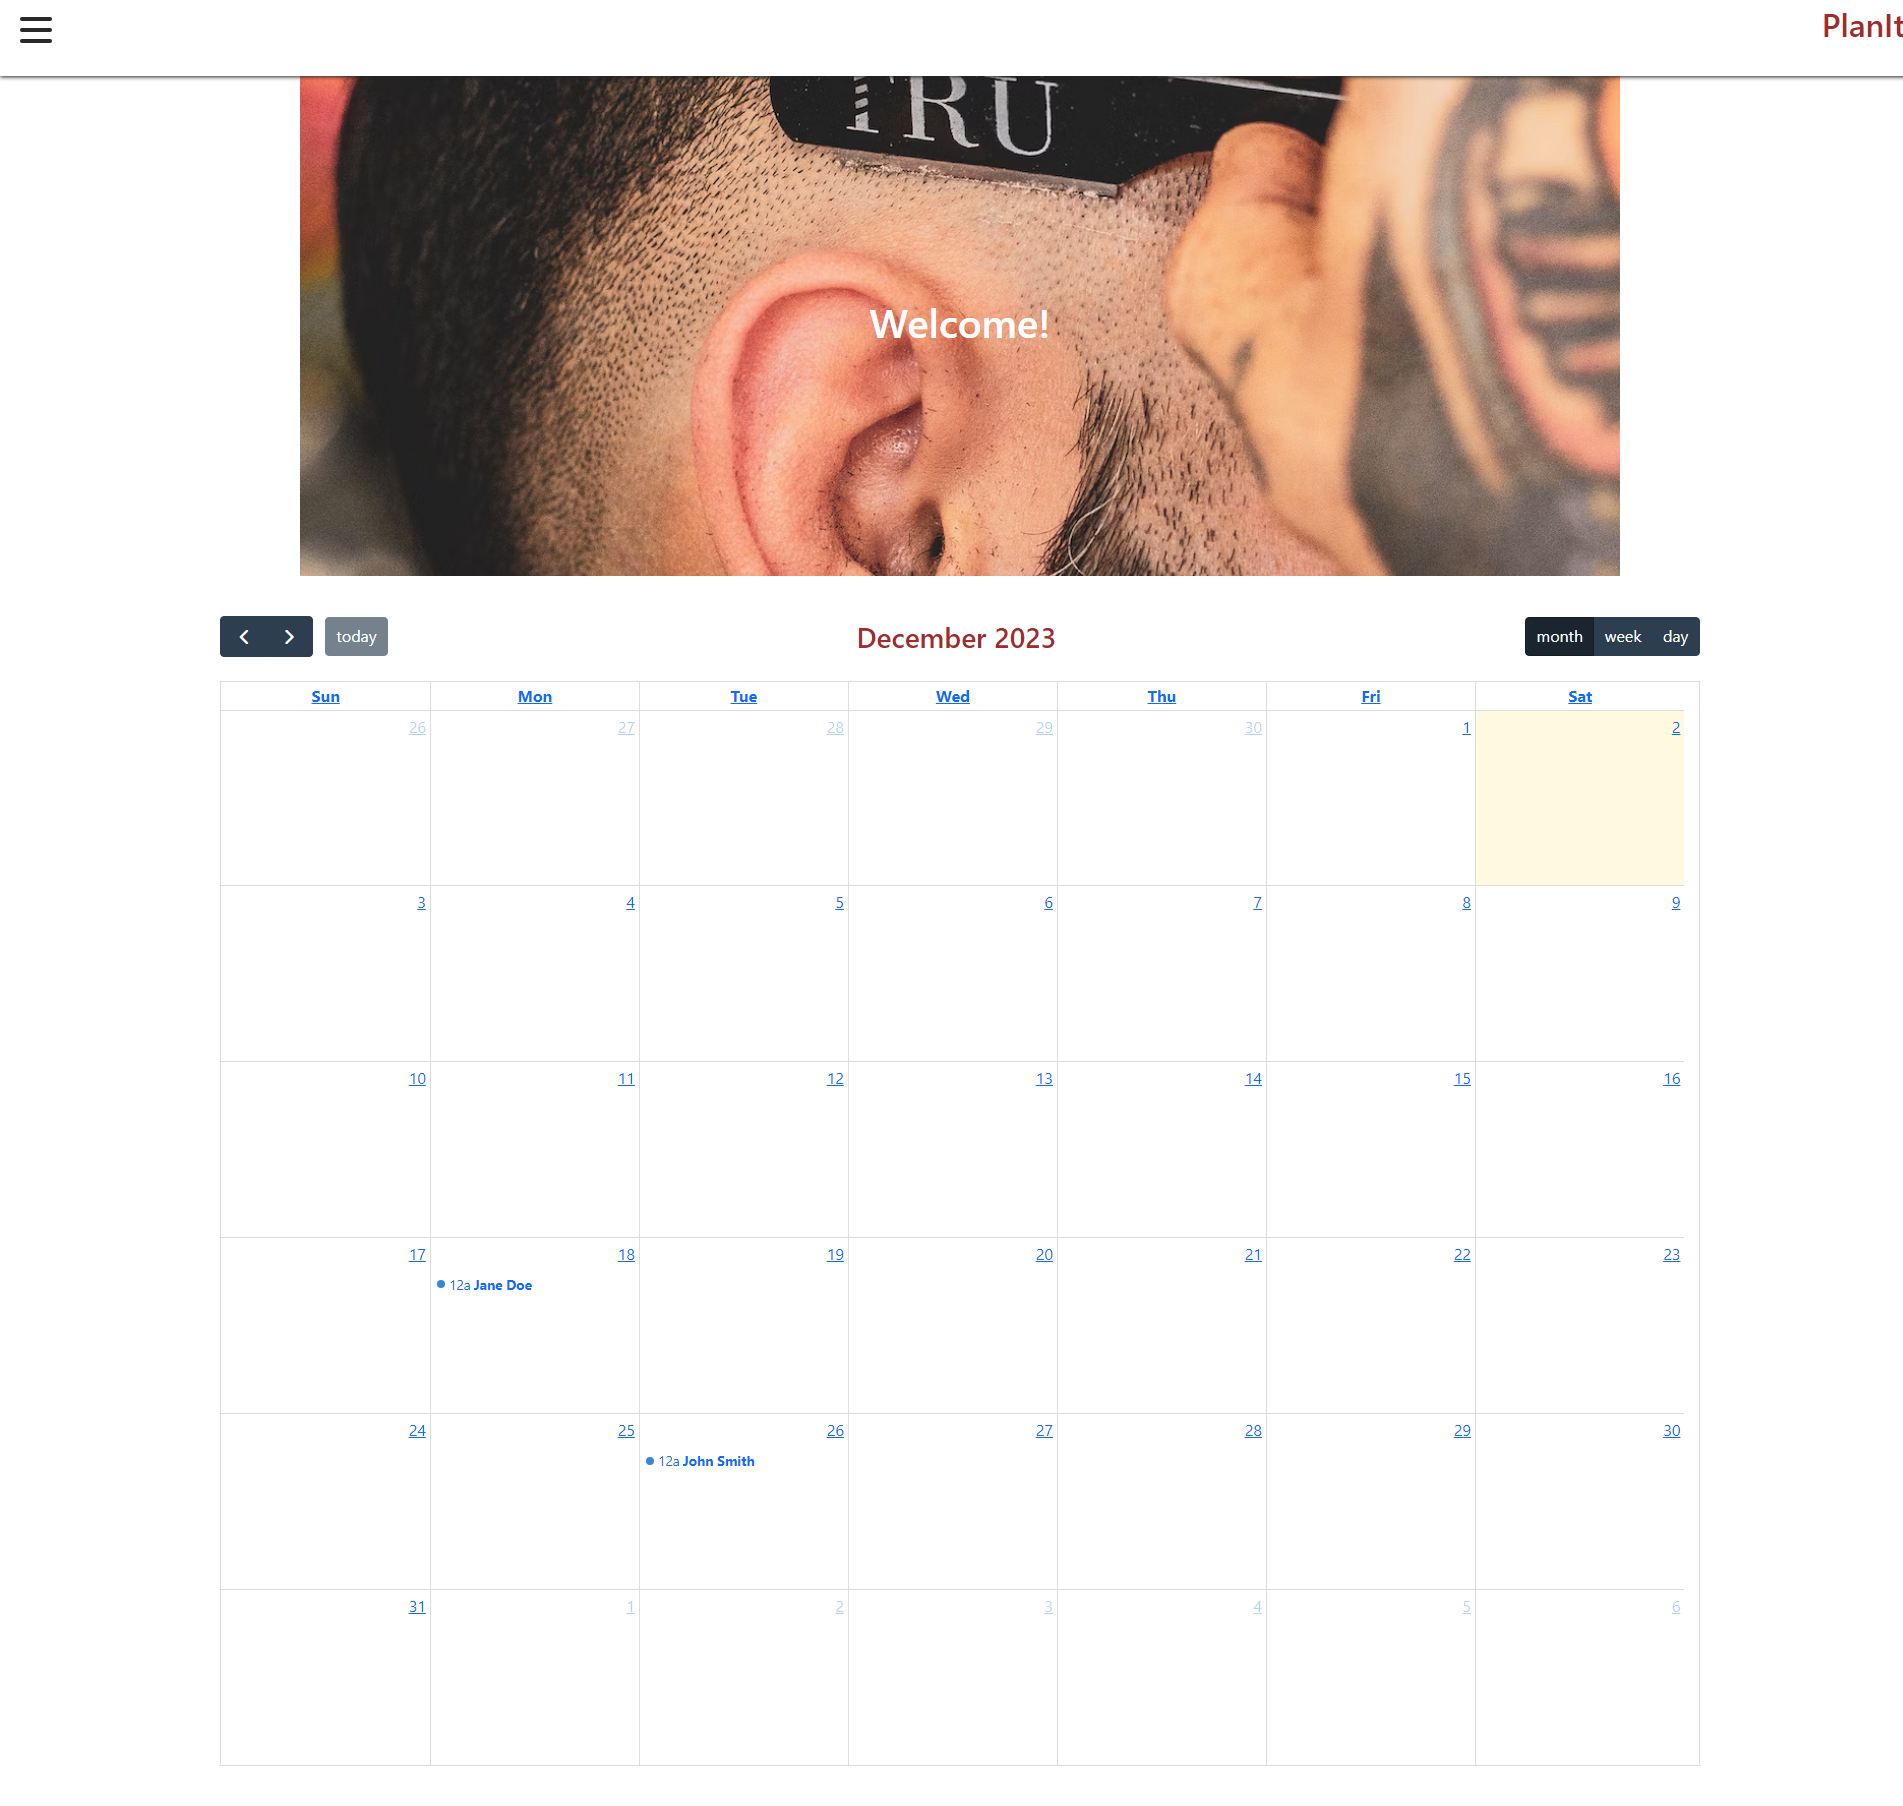 PlanIt
TRU
Welcome!
today
December 2023
month week day
Sun Mon Tue Wed Thu Fri Sat
26 27 28 29 30 1 2
3 4 5 6 7 8 9
10 11 12 13 14 15 16
17 18 19 20 21 22 23
12a Jane Doe
24 25 26 27 28 29 30
12a John Smith
31 1 2 3 4 5 6